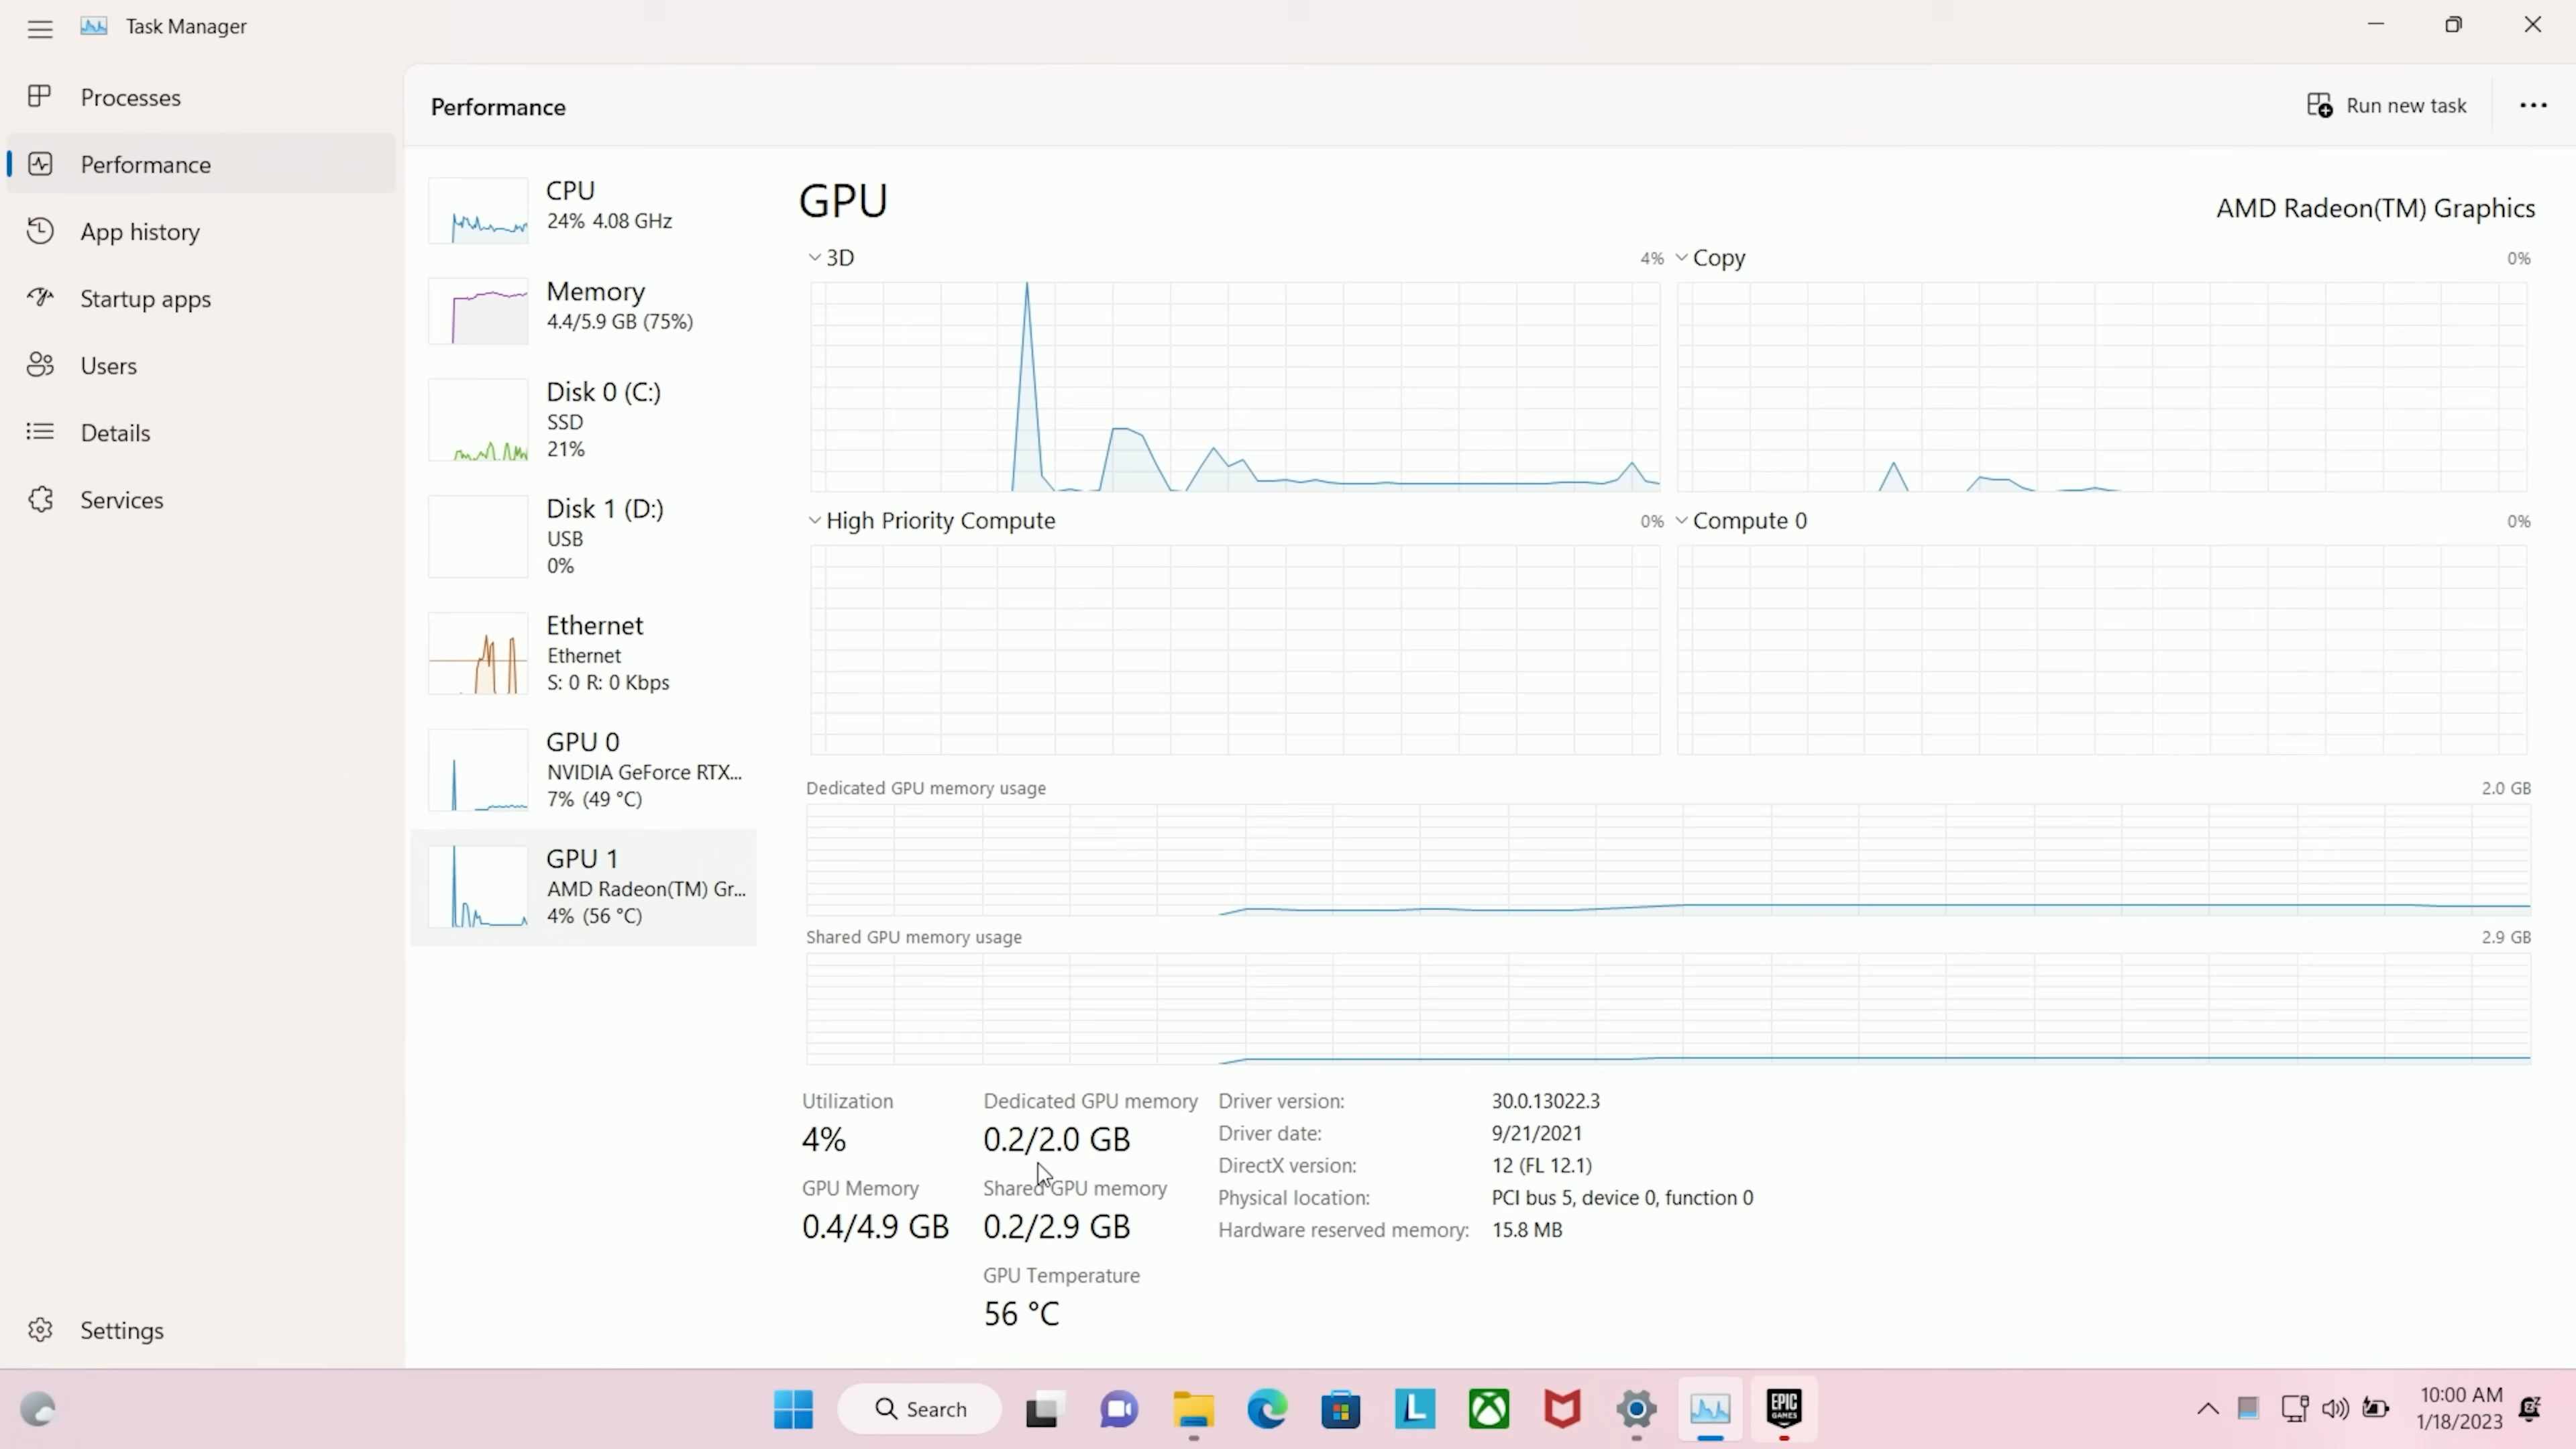 Task Manager
Processes
Performance
App history
Startup apps
Users
Details
Services
Settings
Performance
Run new task
CPU
24% 4.08 GHz
Memory
4.4/5.9 GB (75%)
Disk 0 (C:)
SSD
21%
Disk 1 (D:)
USB
0%
Ethernet
Ethernet
S: 0 R: 0 Kbps
GPU 0
NVIDIA GeForce RTX...
7% (49 °C)
GPU 1
AMD Radeon(TM) Gr...
4% (56 °C)
GPU
AMD Radeon(TM) Graphics
3D 4%
Copy 0%
High Priority Compute 0%
Compute 0 0%
Dedicated GPU memory usage 2.0 GB
Shared GPU memory usage 2.9 GB
Utilization
4%
GPU Memory
0.4/4.9 GB
Dedicated GPU memory
0.2/2.0 GB
Shared GPU memory
0.2/2.9 GB
GPU Temperature
56 °C
Driver version: 30.0.13022.3
Driver date: 9/21/2021
DirectX version: 12 (FL 12.1)
Physical location: PCI bus 5, device 0, function 0
Hardware reserved memory: 15.8 MB
Search
L
EPIC
GAMES
10:00 AM
1/18/2023